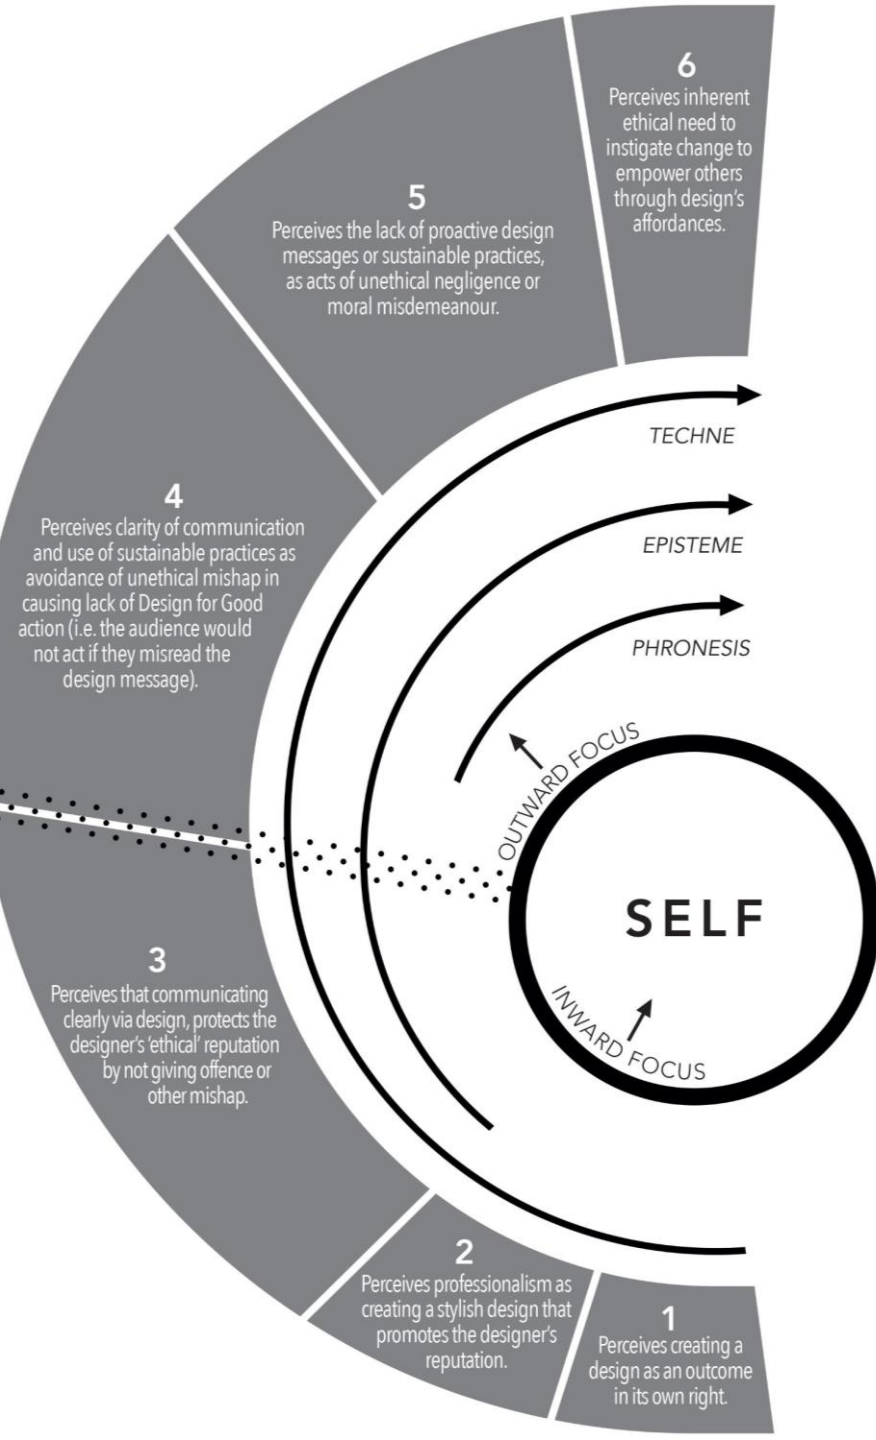 6
Perceives inherent
ethical need to
instigate change to
empower others
through design's
affordances.
5
Perceives the lack of proactive design
messages or sustainable practices,
as acts of unethical negligence or
moral misdemeanour.
4
Perceives clarity of communication
and use of sustainable practices as
avoidance of unethical mishap in
causing lack of Design for Good
action (i.e. the audience would
not act if they misread the
design message).
3
Perceives that communicating
clearly via design, protects the
designer's 'ethical' reputation
by not giving offence or
other mishap.
2
Perceives professionalism as
creating a stylish design that
promotes the designer's
reputation.
1
Perceives creating a
design as an outcome
in its own right.
TECHNE
EPISTEME
PHRONESIS
OUTWARD FOCUS
SELF
INWARD FOCUS